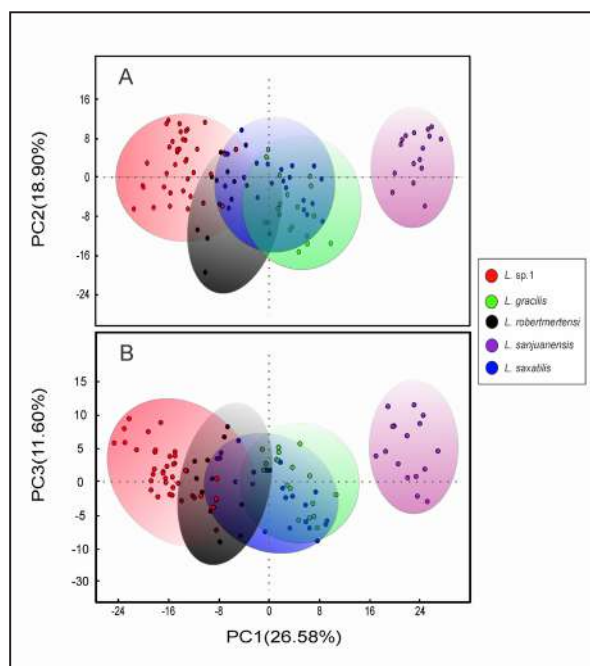 A
16
8
0
-8
-16
-24
PC2(18.90%)
L. sp.1
L. gracilis
L. robertmertensi
L. sanjuanensis
L. saxatilis
B
15
10
5
0
-5
-10
-30
PC3(11.60%)
-24
-16
-8
0
8
16
24
PC1(26.58%)